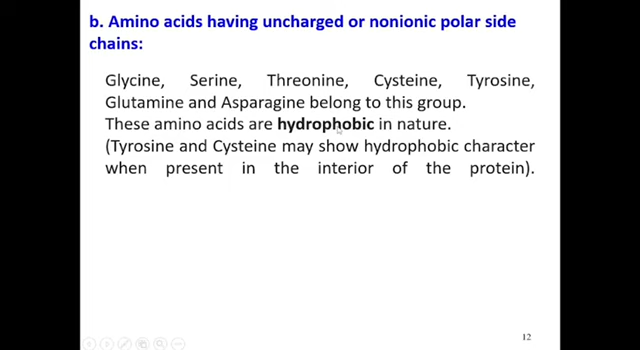 b. Amino acids having uncharged or nonionic polar side
chains:
Glycine, Serine, Threonine, Cysteine, Tyrosine,
Glutamine and Asparagine belong to this group.
These amino acids are hydrophobic in nature.
(Tyrosine and Cysteine may show hydrophobic character
when present in the interior of the protein).
12